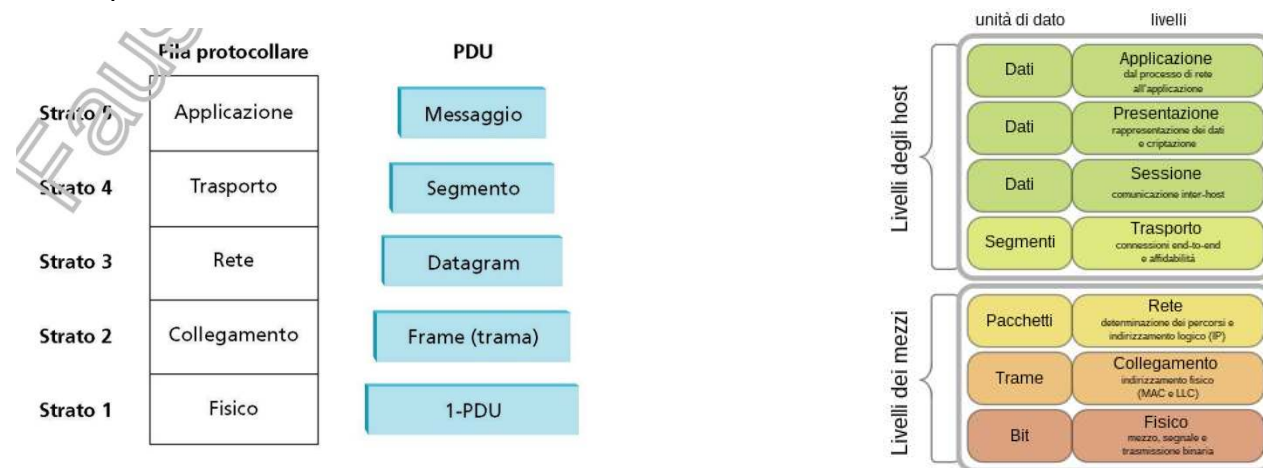 Pila protocollare
PDU
Strato 5
Applicazione
Messaggio
Strato 4
Trasporto
Segmento
Strato 3
Rete
Datagram
Strato 2
Collegamento
Frame (trama)
Strato 1
Fisico
1-PDU
Faus
unità di dato
livelli
Livelli degli host
Dati
Applicazione
dal processo di rete
all'applicazione
Dati
Presentazione
rappresentazione dei dati
e criptazione
Dati
Sessione
comunicazione inter-host
Segmenti
Trasporto
connessioni end-to-end
e affidabilità
Livelli dei mezzi
Pacchetti
Rete
determinazione dei percorsi e
indirizzamento logico (IP)
Trame
Collegamento
indirizzamento fisico
(MAC e LLC)
Bit
Fisico
mezzo, segnale e
trasmissione binaria